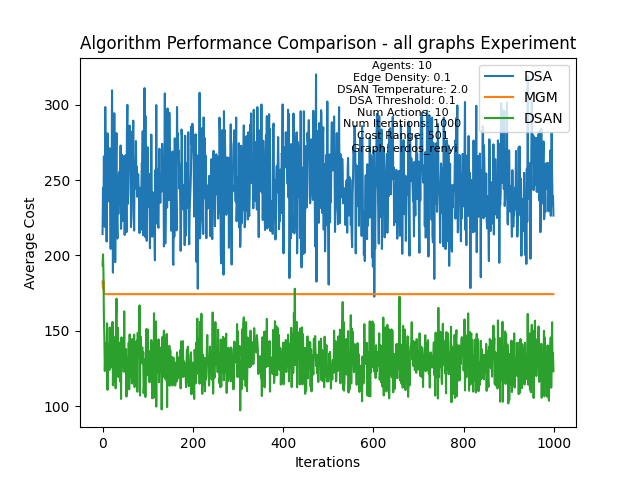 Algorithm Performance Comparison - all graphs Experiment
Agents: 10
Edge Density: 0.1
DSAN Temperature: 2.0
DSA Threshold: 0.1
Num Actions: 10
Num Iterations: 1000
Cost Range: 501
Graph: erdos_renyi
DSA
MGM
DSAN
Average Cost
300
250
200
150
100
0
200
400
600
800
1000
Iterations